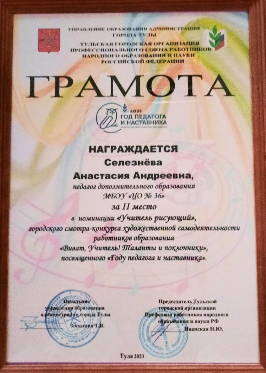 УПРАВЛЕНИЕ ОБРАЗОВАНИЯ АДМИНИСТРАЦИИ
ГОРОДА ТУЛЫ
ТУЛЬСКАЯ ГОРОДСКАЯ ОРГАНИЗАЦИЯ
ПРОФЕССИОНАЛЬНОГО СОЮЗА РАБОТНИКОВ
НАРОДНОГО ОБРАЗОВАНИЯ И НАУКИ
РОССИЙСКОЙ ФЕДЕРАЦИИ
ГРАМОТА
2023
ГОД ПЕДАГОГА
И НАСТАВНИКА
НАГРАЖДАЕТСЯ
Селезнёва
Анастасия Андреевна,
педагог дополнительного образования
МБОУ «ЦО № 36»
за II место
в номинации «Учитель рисующий»,
городского смотра-конкурса художественной самодеятельности
работников образования
«Виват, Учитель! Таланты и поклонники»,
посвященного «Году педагога и наставника».
Начальник
управления образования
администрации города Тулы
Председатель Тульской
городской организации
Профсоюза работников народного
образования и науки РФ
Тула 2023